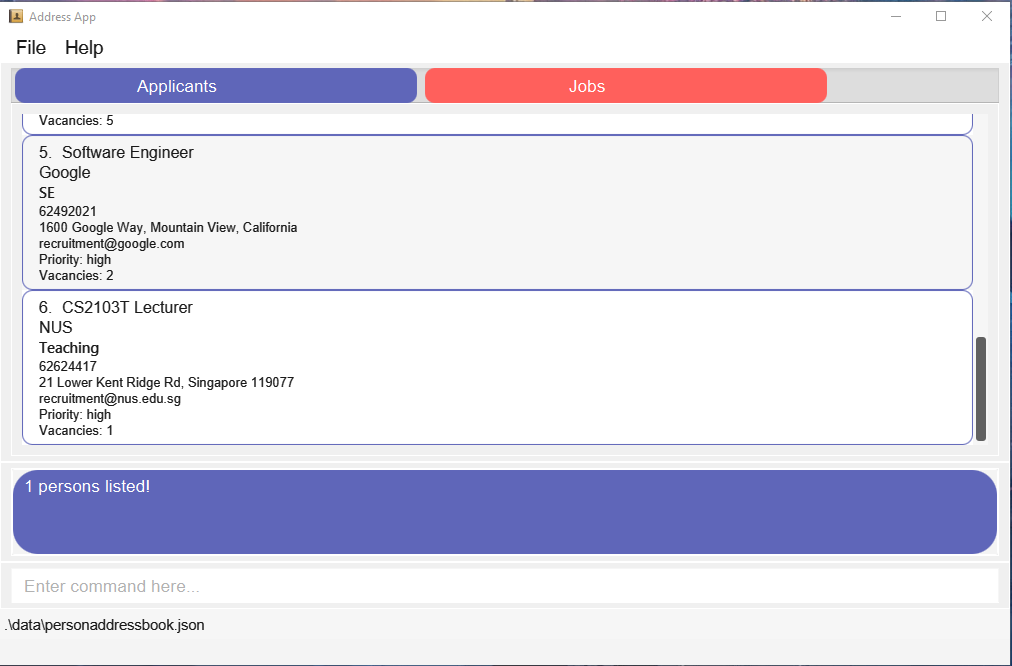 Address App
File Help
Applicants Jobs
Vacancies: 5
5. Software Engineer
Google
SE
62492021
1600 Google Way, Mountain View, California
recruitment@google.com
Priority: high
Vacancies: 2
6. CS2103T Lecturer
NUS
Teaching
62624417
21 Lower Kent Ridge Rd, Singapore 119077
recruitment@nus.edu.sg
Priority: high
Vacancies: 1
1 persons listed!
Enter command here...
.\data\personaddressbook.json